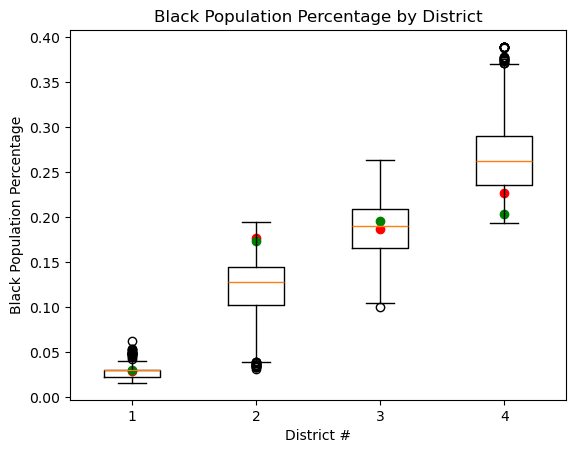 Black Population Percentage by District
0.40
0.35
0.30
0.25
0.20
0.15
0.10
0.05
0.00
Black Population Percentage
1 2 3 4
District #